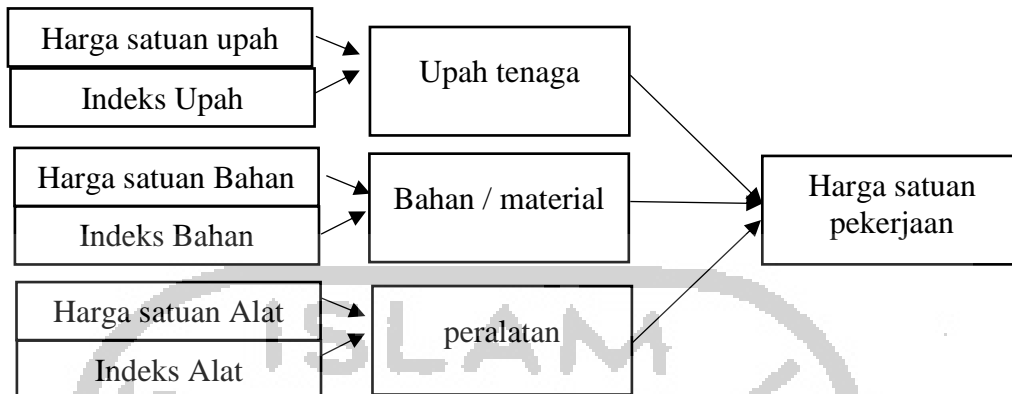 Harga satuan upah
Indeks Upah
Upah tenaga
Harga satuan Bahan
Indeks Bahan
Bahan / material
Harga satuan Alat
Indeks Alat
peralatan
Harga satuan
pekerjaan
ISLAM